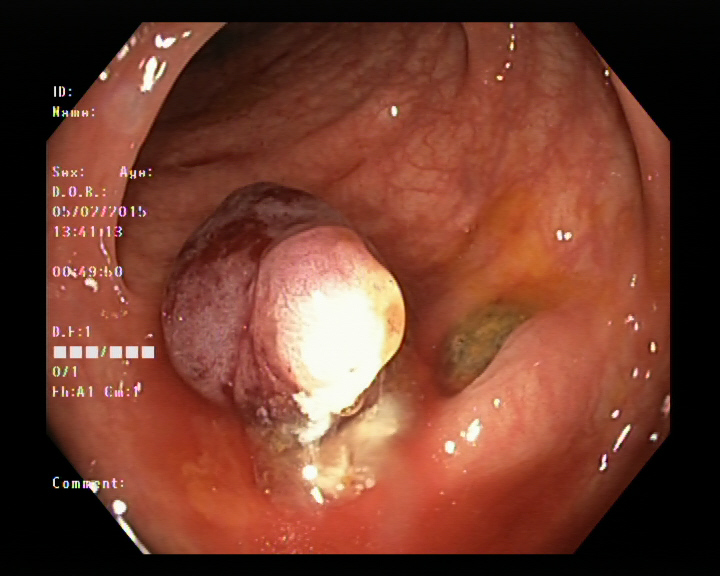 ID:
Name:
Sex: Age:
D.O.B.:
05/02/2015
13:41:13
00:49:50
D.F:1
■■■/■■■
0/1
Eh:A1 Cm:1
Comment: